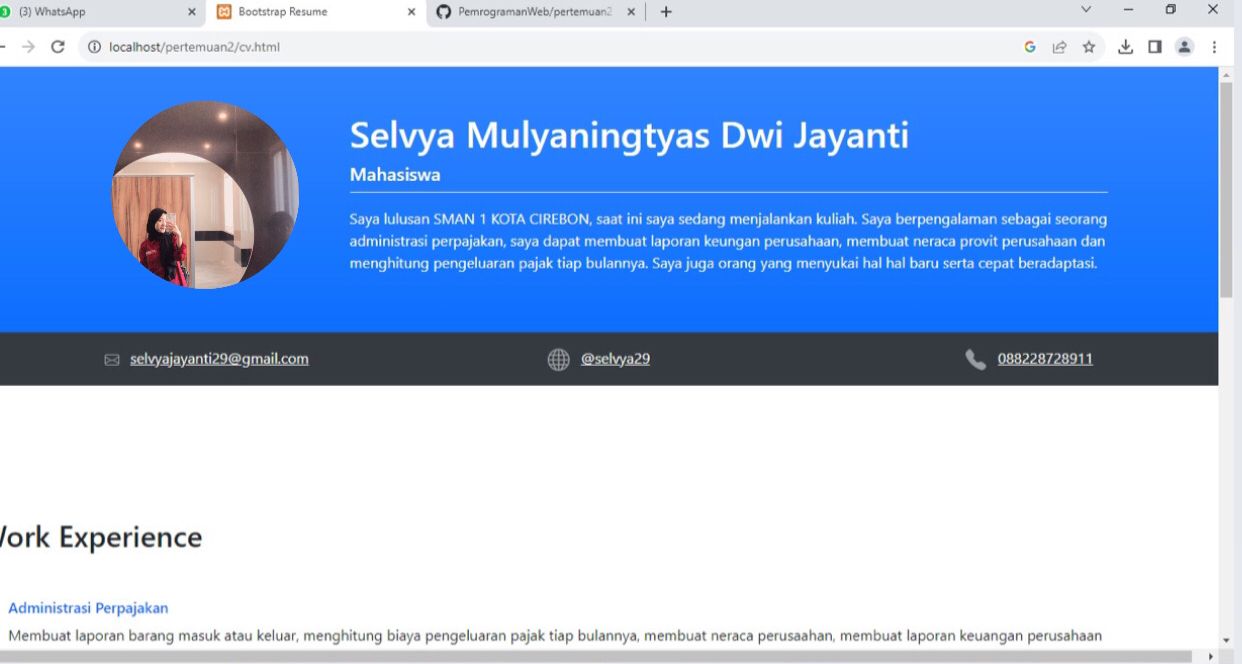 (3) WhatsApp
Bootstrap Resume
PemrogramanWeb/pertemuan2
localhost/pertemuan2/cv.html
Selvya Mulyaningtyas Dwi Jayanti
Mahasiswa
Saya lulusan SMAN 1 KOTA CIREBON, saat ini saya sedang menjalankan kuliah. Saya berpengalaman sebagai seorang
administrasi perpajakan, saya dapat membuat laporan keungan perusahaan, membuat neraca provit perusahaan dan
menghitung pengeluaran pajak tiap bulannya. Saya juga orang yang menyukai hal hal baru serta cepat beradaptasi.
selvyajayanti29@gmail.com
@selvya29
088228728911
Work Experience
Administrasi Perpajakan
Membuat laporan barang masuk atau keluar, menghitung biaya pengeluaran pajak tiap bulannya, membuat neraca perusaahan, membuat laporan keuangan perusahaan